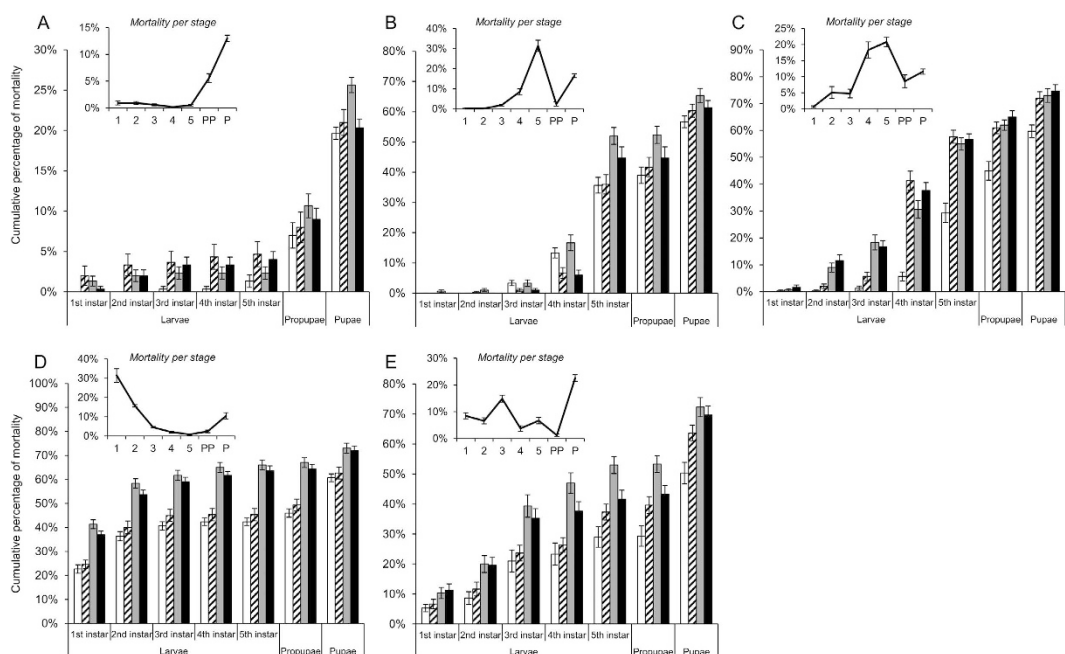 A
Mortality per stage
15%
10%
5%
0%
1 2 3 4 5 PP P
Cumulative percentage of mortality
30%
25%
20%
15%
10%
5%
0%
1st instar 2nd instar 3rd instar 4th instar 5th instar
Larvae Propupae Pupae
B
Mortality per stage
40%
30%
20%
10%
0%
1 2 3 4 5 PP P
80%
70%
60%
50%
40%
30%
20%
10%
0%
1st instar 2nd instar 3rd instar 4th instar 5th instar
Larvae Propupae Pupae
C
Mortality per stage
25%
20%
15%
10%
5%
0%
1 2 3 4 5 PP P
90%
80%
70%
60%
50%
40%
30%
20%
10%
0%
1st instar 2nd instar 3rd instar 4th instar 5th instar
Larvae Propupae Pupae
D
Mortality per stage
40%
30%
20%
10%
0%
1 2 3 4 5 PP P
Cumulative percentage of mortality
100%
90%
80%
70%
60%
50%
40%
30%
20%
10%
0%
1st instar 2nd instar 3rd instar 4th instar 5th instar
Larvae Propupae Pupae
E
Mortality per stage
30%
20%
10%
0%
1 2 3 4 5 PP P
80%
70%
60%
50%
40%
30%
20%
10%
0%
1st instar 2nd instar 3rd instar 4th instar 5th instar
Larvae Propupae Pupae